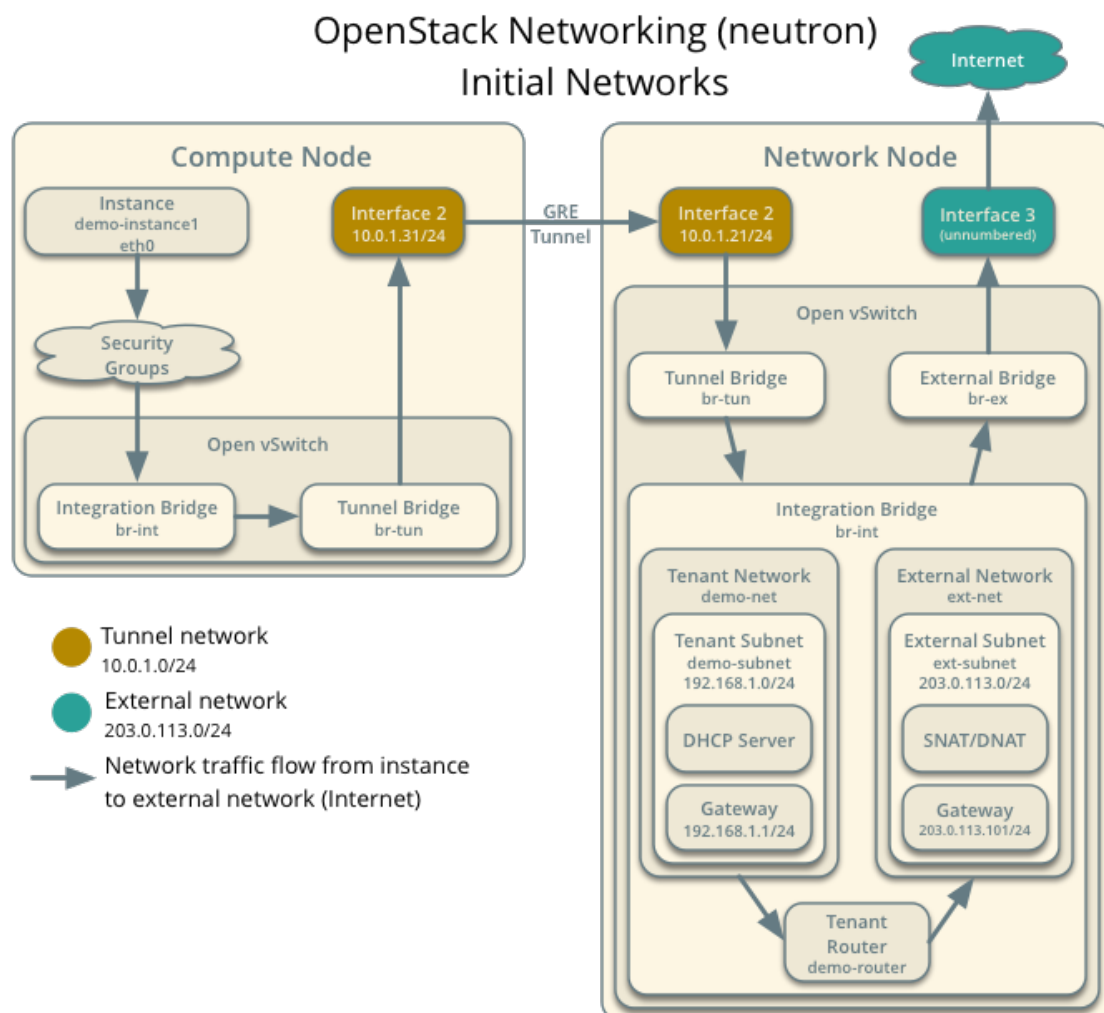 OpenStack Networking (neutron)
Initial Networks
Internet
Compute Node
Instance
demo-instance1
eth0
Interface 2
10.0.1.31/24
Security
Groups
Open vSwitch
Integration Bridge
br-int
Tunnel Bridge
br-tun
GRE
Tunnel
Network Node
Interface 2
10.0.1.21/24
Interface 3
(unnumbered)
Open vSwitch
Tunnel Bridge
br-tun
External Bridge
br-ex
Integration Bridge
br-int
Tenant Network
demo-net
Tenant Subnet
demo-subnet
192.168.1.0/24
DHCP Server
Gateway
192.168.1.1/24
External Network
ext-net
External Subnet
ext-subnet
203.0.113.0/24
SNAT/DNAT
Gateway
203.0.113.101/24
Tenant
Router
demo-router
Tunnel network
10.0.1.0/24
External network
203.0.113.0/24
Network traffic flow from instance
to external network (Internet)